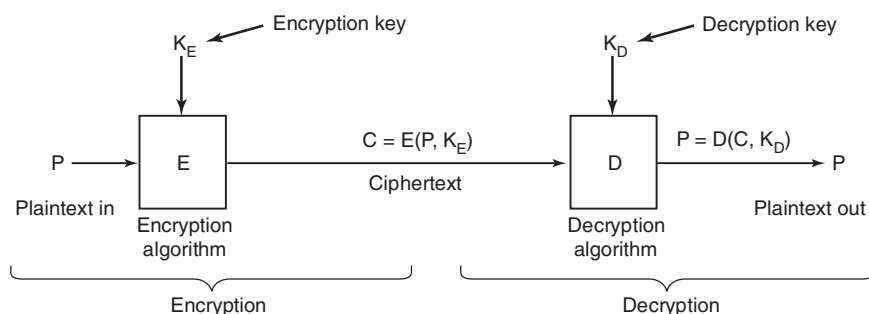 Encryption key
Decryption key
K_E
K_D
C = E(P, K_E)
P = D(C, K_D)
P
E
D
P
Ciphertext
Plaintext in
Plaintext out
Encryption
algorithm
Decryption
algorithm
Encryption
Decryption